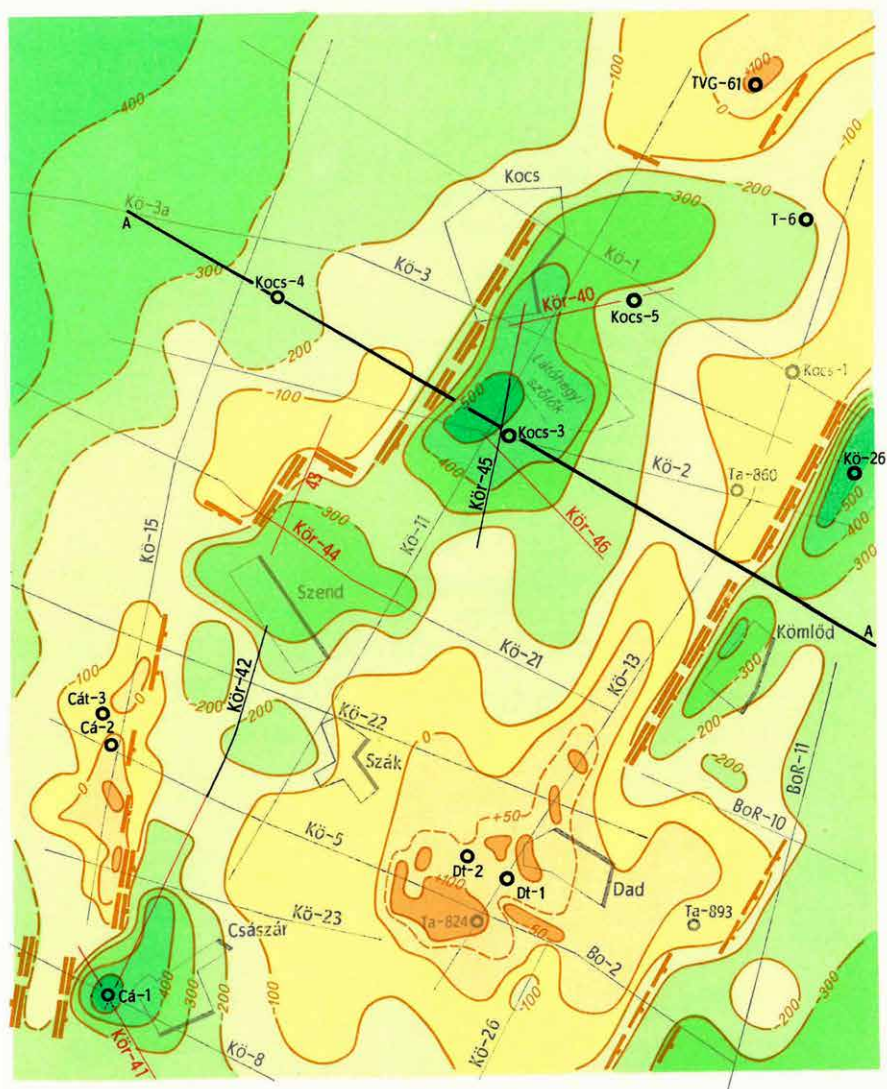 -400
-100
+100
TVG-61
0
-100
Kocs
-300
-200
T-6
Kö-3a
A
Kö-1
-300
Kocs-4
Kö-3
Kör-40
Kocs-5
-200
Látóhegyi
szőlők
Kocs-1
-100
-500
Kocs-3
Kö-26
-400
Kö-2
Ta-860
500
400
43
Kör-45
-300
Kö-15
Kö-11
Kör-46
-300
Kör-44
Szend
A
Kömlőd
Kö-21
Kö-13
-300
-100
Kör-42
200
Cát-3
0
-200
-200
Cá-2
Kö-22
0
BoR-11
-200
Szák
0
BoR-10
+50
Kö-5
Dt-2
+100
Dt-1
Dad
Ta-893
Kö-23
Ta-824
Császár
50
Bo-2
-200
-300
Cá-1
-400
-300
-200
-100
-100
Kö-26
Kör-41
Kö-8